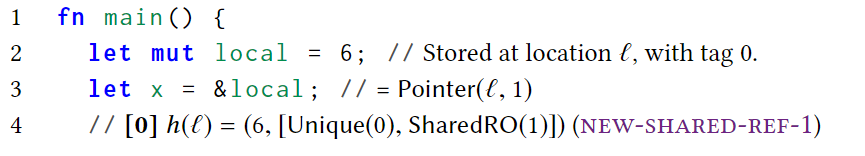 1 fn main() {
2 let mut local = 6; // Stored at location ℓ, with tag 0.
3 let x = &local; // = Pointer(ℓ, 1)
4 // [0] h(ℓ) = (6, [Unique(0), SharedRO(1)]) (NEW-SHARED-REF-1)